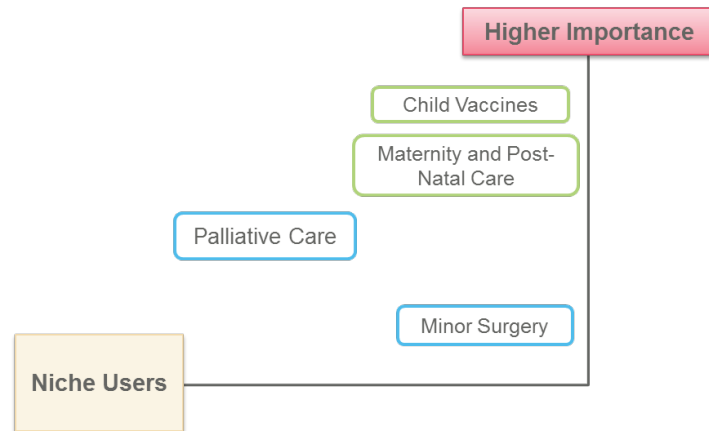 Higher Importance
Child Vaccines
Maternity and Post-
Natal Care
Palliative Care
Minor Surgery
Niche Users